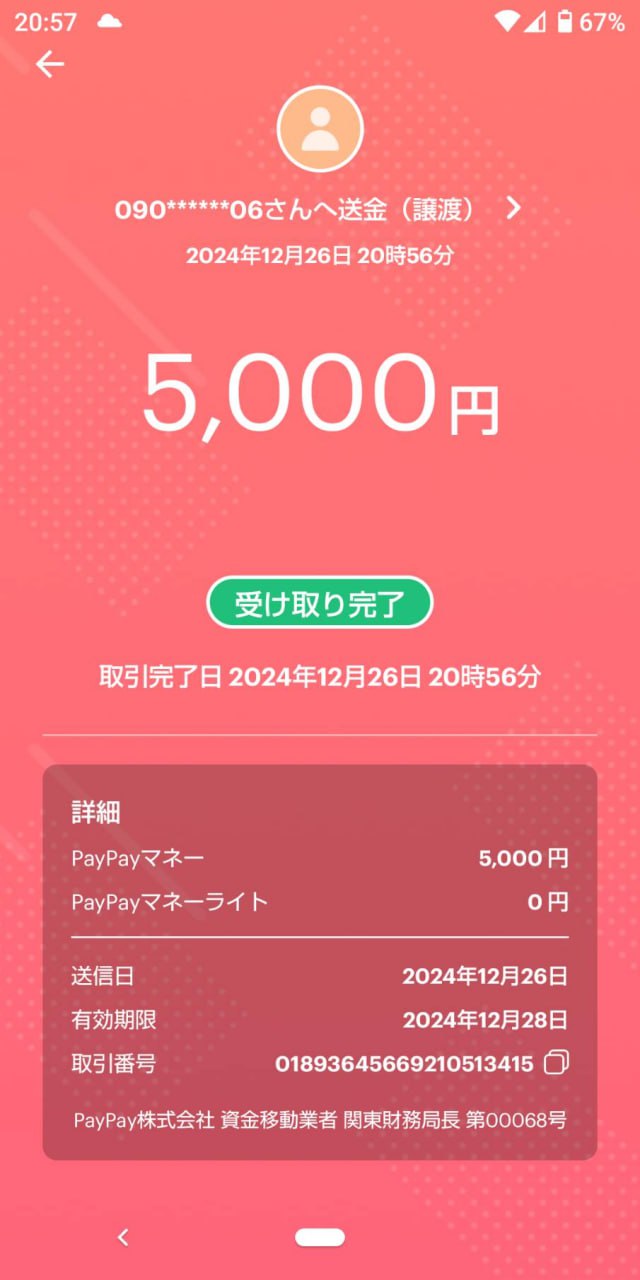 20:57 67%
090******06さんへ送金（譲渡）
2024年12月26日 20時56分
5,000円
受け取り完了
取引完了日 2024年12月26日 20時56分
詳細
PayPayマネー 5,000 円
PayPayマネーライト 0 円
送信日 2024年12月26日
有効期限 2024年12月28日
取引番号 01893645669210513415
PayPay株式会社 資金移動業者 関東財務局長 第00068号